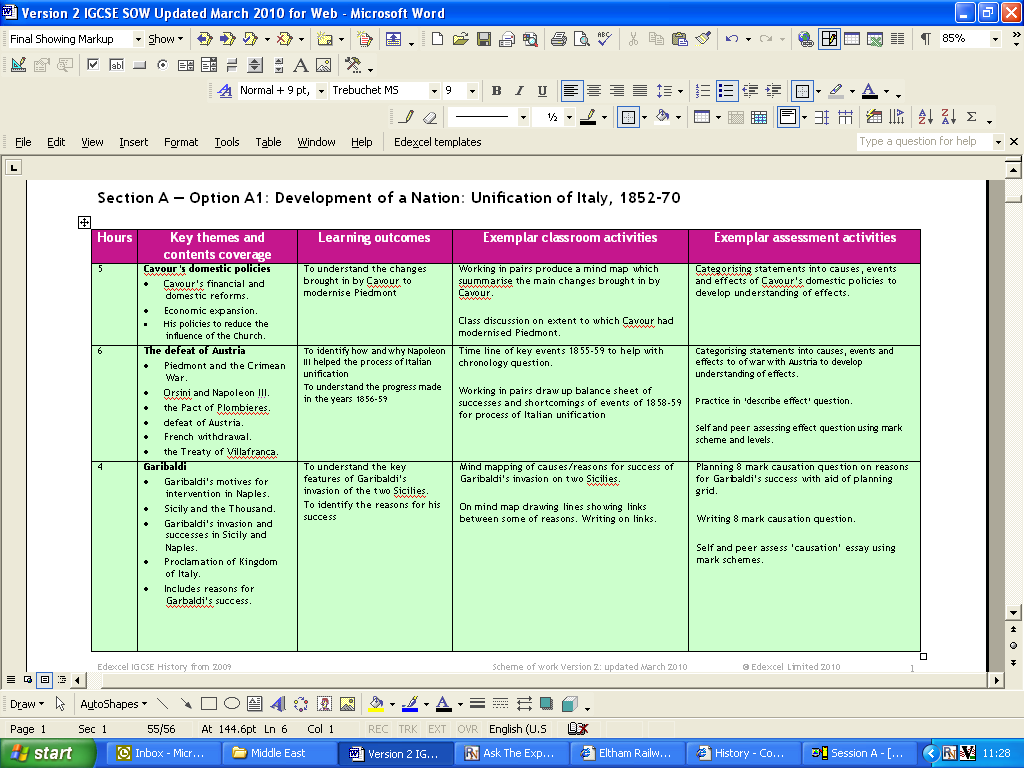 Version 2 IGCSE SOW Updated March 2010 for Web - Microsoft Word
Final Showing Markup Show 85%
Normal + 9 pt, Trebuchet MS 9 B I U
½
File Edit View Insert Format Tools Table Window Help Edexcel templates Type a question for help
Section A – Option A1: Development of a Nation: Unification of Italy, 1852-70
Hours
Key themes and
contents coverage
Learning outcomes
Exemplar classroom activities
Exemplar assessment activities
5
Cavour's domestic policies
• Cavour's financial and
domestic reforms.
• Economic expansion.
• His policies to reduce the
influence of the Church.
To understand the changes
brought in by Cavour to
modernise Piedmont
Working in pairs produce a mind map which
suummarise the main changes brought in by
Cavour.
Class discussion on extent to which Cavour had
modernised Piedmont.
Categorising statements into causes, events
and effects of Cavour's domestic policies to
develop understanding of effects.
6
The defeat of Austria
• Piedmont and the Crimean
War.
• Orsini and Napoleon III.
• the Pact of Plombieres.
• defeat of Austria.
• French withdrawal.
• the Treaty of Villafranca.
To identify how and why Napoleon
III helped the process of Italian
unification
To understand the progress made
in the years 1856-59
Time line of key events 1855-59 to help with
chronology question.
Working in pairs draw up balance sheet of
successes and shortcomings of events of 1858-59
for process of Italian unification
Categorising statements into causes, events and
effects to of war with Austria to develop
understanding of effects.
Practice in 'describe effect' question.
Self and peer assessing effect question using mark
scheme and levels.
4
Garibaldi
• Garibaldi's motives for
intervention in Naples.
• Sicily and the Thousand.
• Garibaldi's invasion and
successes in Sicily and
Naples.
• Proclamation of Kingdom
of Italy.
• Includes reasons for
Garbaldi's success.
To understand the key
features of Garibaldi's
invasion of the two Sicilies.
To identify the reasons for his
success
Mind mapping of causes/reasons for success of
Garibaldi's invasion on two Sicilies.
On mind map drawing lines showing links
between some of reasons. Writing on links.
Planning 8 mark causation question on reasons
for Garibaldi's success with aid of planning
grid.
Writing 8 mark causation question.
Self and peer assess 'causation' essay using
mark schemes.
Edexcel IGCSE History from 2009 Scheme of work Version 2: updated March 2010 © Edexcel Limited 2010 1
Draw AutoShapes
Page 1 Sec 1 55/56 At 144.6pt Ln 6 Col 1 REC TRK EXT OVR English (U.S
start Inbox - Micr... Middle East Version 2 IG... Ask The Exp... Eltham Railw... History - Co... Session A - [... 11:28